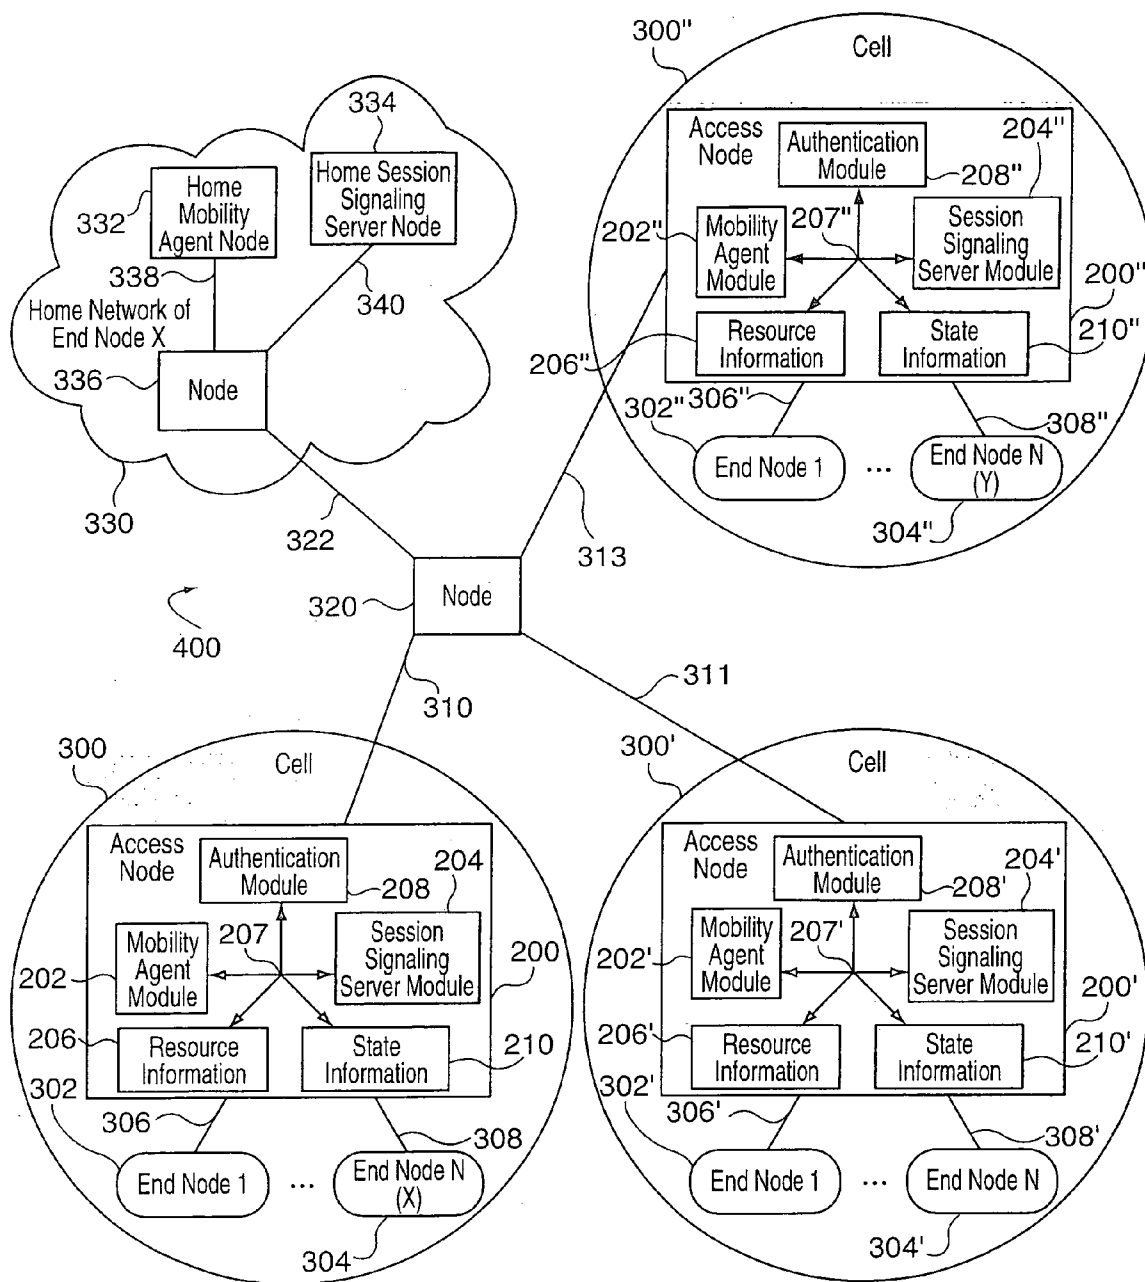 300"
Cell
334
Access
Node
Authentication
Module
204"
208"
332
Home
Mobility
Agent Node
Home Session
Signaling
Server Node
202"
207"
Mobility
Agent
Module
Session
Signaling
Server Module
338
340
200"
Home Network of
End Node X
Resource
Information
State
Information
336
Node
206"
210"
306"
302"
308"
End Node 1
...
End Node N
(Y)
330
322
313
304"
320
Node
400
310
311
300
Cell
300'
Cell
Access
Node
Authentication
Module
204
208
202
207
Mobility
Agent
Module
Session
Signaling
Server Module
200
206
Resource
Information
State
Information
210
302
306
308
End Node 1
...
End Node N
(X)
304
Access
Node
Authentication
Module
204'
208'
202'
207'
Mobility
Agent
Module
Session
Signaling
Server Module
200'
206'
Resource
Information
State
Information
210'
302'
306'
308'
End Node 1
...
End Node N
304'